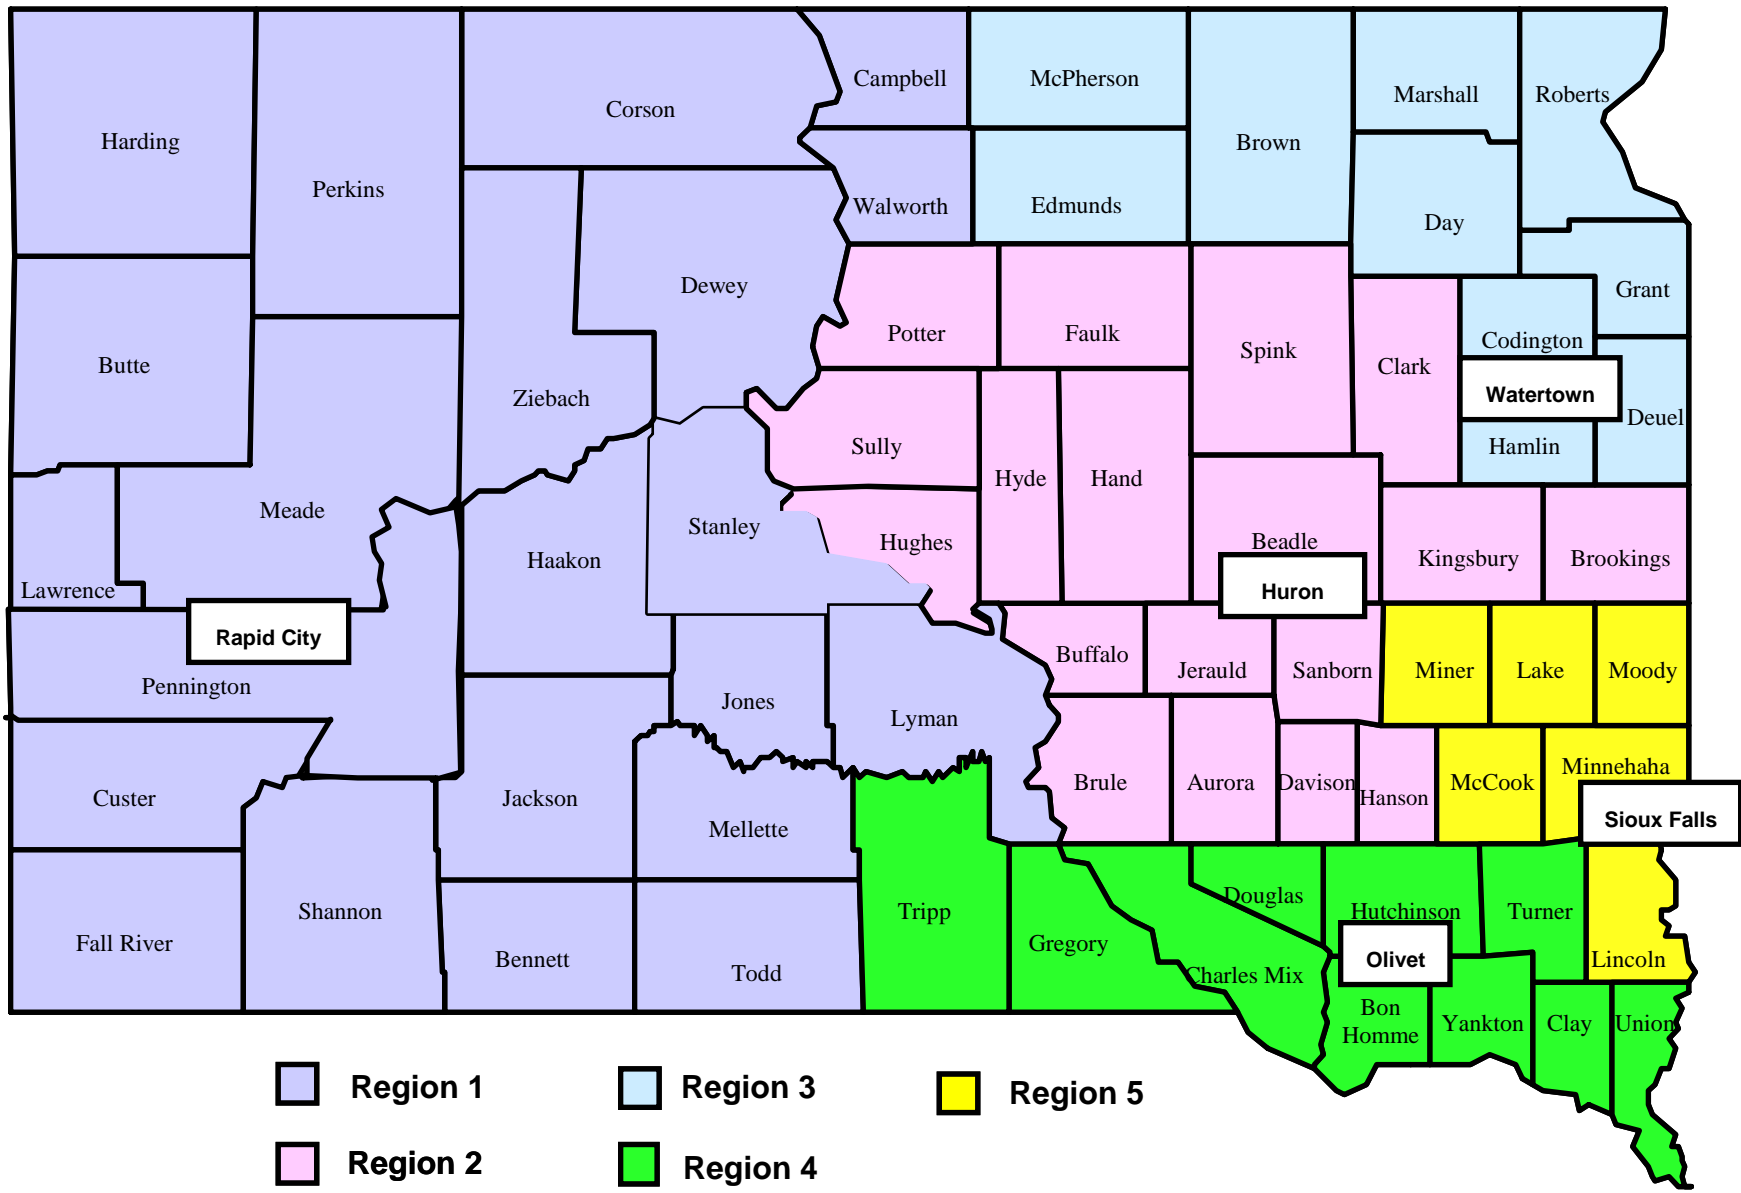 Campbell
McPherson
Marshall
Roberts
Corson
Harding
Brown
Perkins
Walworth
Edmunds
Day
Dewey
Grant
Potter
Faulk
Codington
Spink
Butte
Clark
Ziebach
Watertown
Deuel
Sully
Hamlin
Hyde
Hand
Meade
Stanley
Hughes
Beadle
Haakon
Kingsbury
Brookings
Lawrence
Huron
Rapid City
Buffalo
Jerauld
Sanborn
Miner
Lake
Moody
Pennington
Jones
Lyman
Minnehaha
Brule
Aurora
Davison
McCook
Custer
Jackson
Hanson
Sioux Falls
Mellette
Douglas
Shannon
Tripp
Hutchinson
Turner
Fall River
Gregory
Bennett
Olivet
Lincoln
Todd
Charles Mix
Bon
Homme
Yankton
Clay
Union
Region 1
Region 3
Region 5
Region 2
Region 4